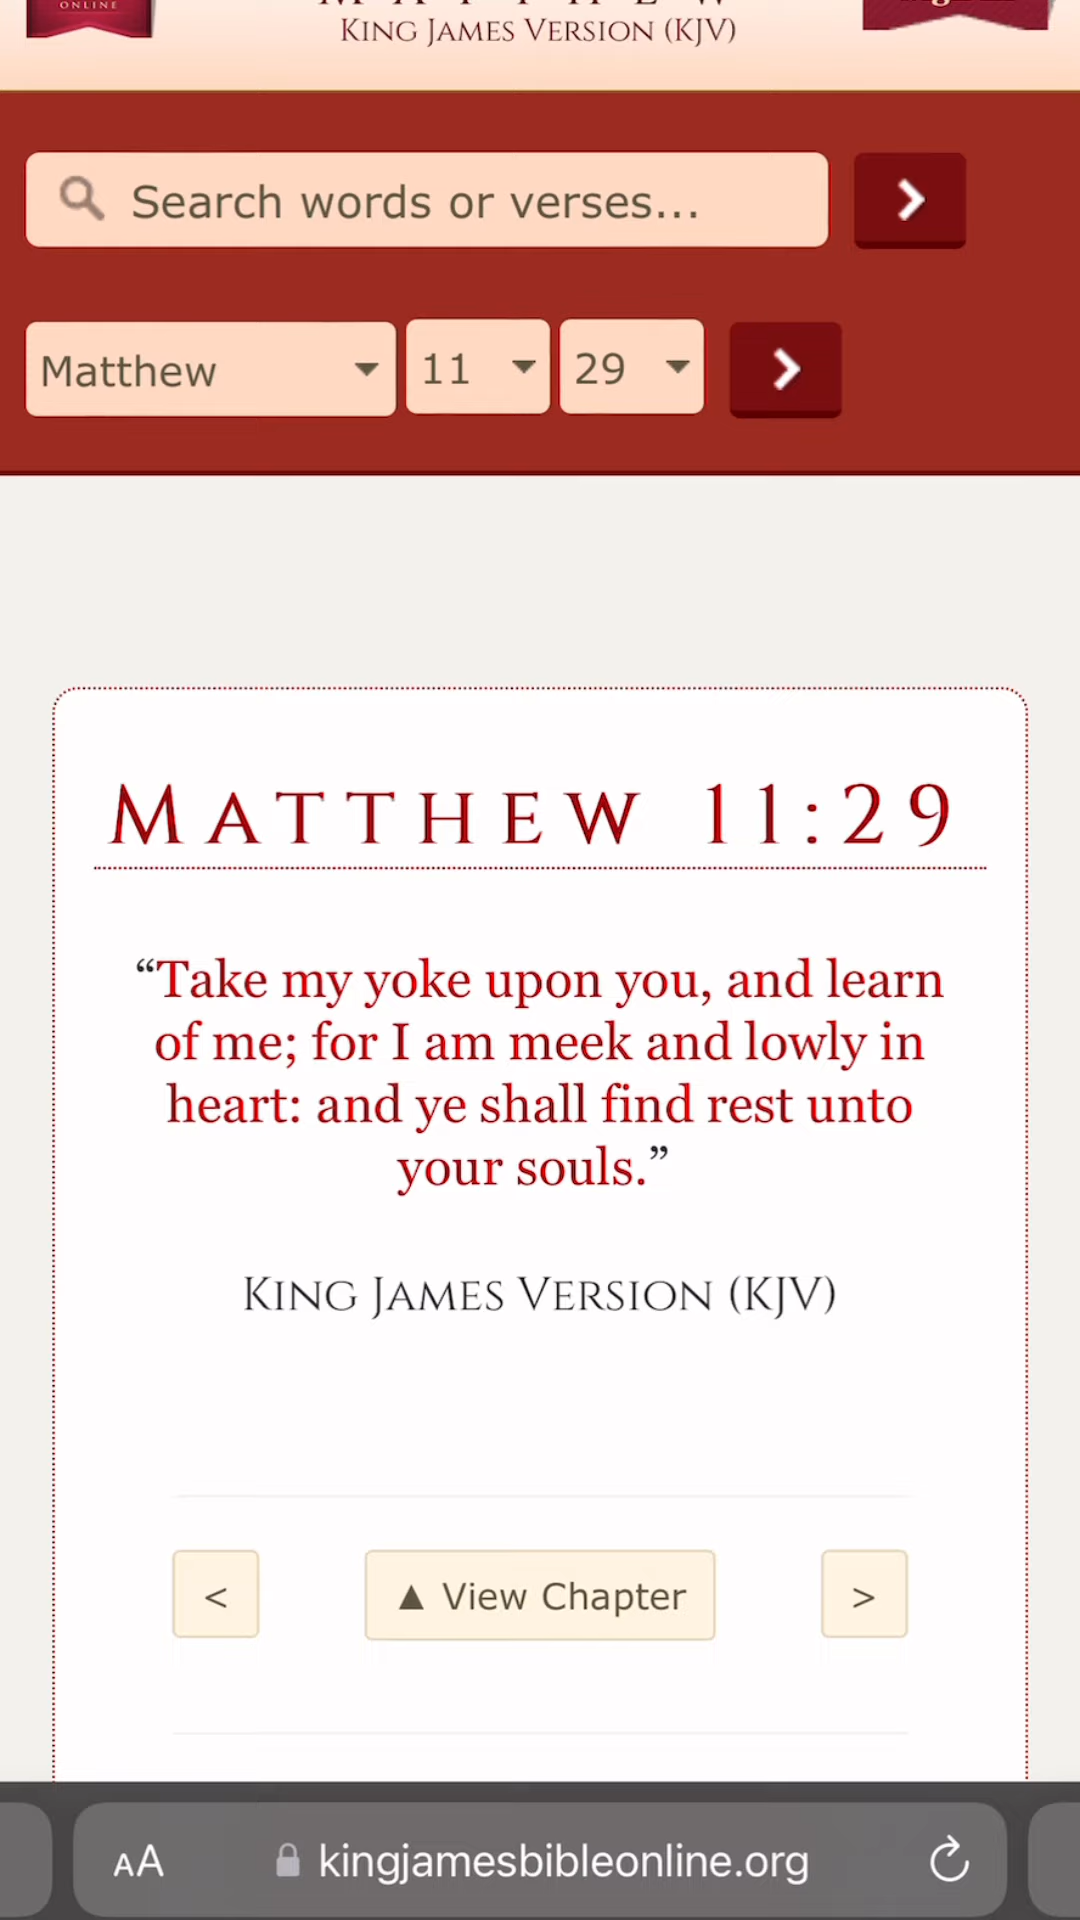 ONLINE
KING JAMES VERSION (KJV)
Search words or verses...
Matthew 11 29
MATTHEW 11:29
“Take my yoke upon you, and learn
of me; for I am meek and lowly in
heart: and ye shall find rest unto
your souls.”
KING JAMES VERSION (KJV)
< ▲ View Chapter >
AA kingjamesbibleonline.org